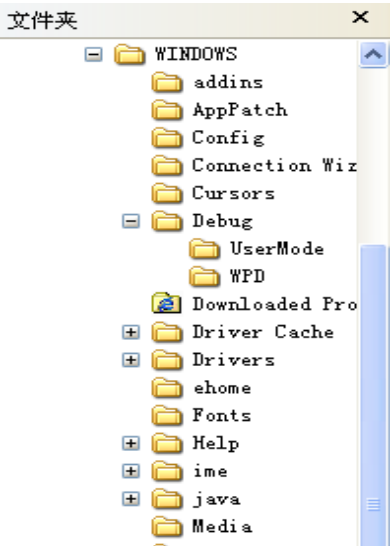 文件夹
WINDOWS
addins
AppPatch
Config
Connection Wiz
Cursors
Debug
UserMode
WPD
Downloaded Pro
Driver Cache
Drivers
ehome
Fonts
Help
ime
java
Media